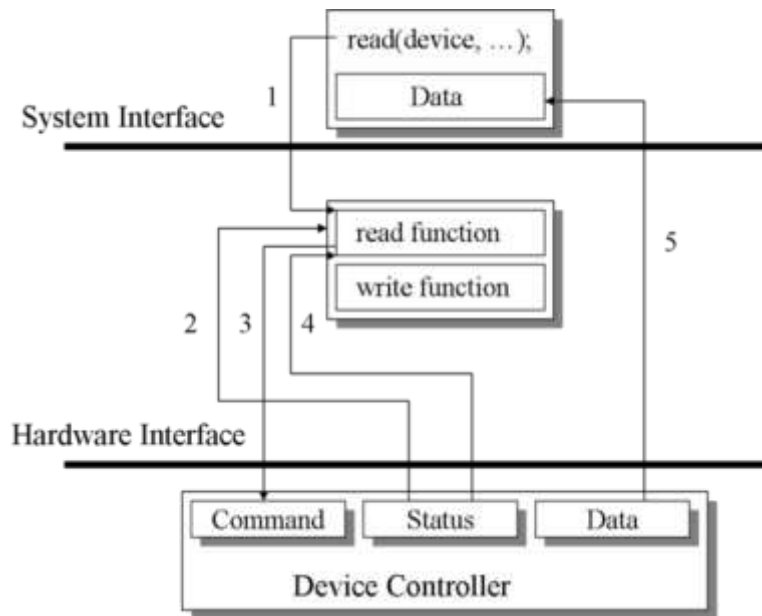 read(device, …);
1
Data
System Interface
read function
5
write function
2
3
4
Hardware Interface
Command
Status
Data
Device Controller